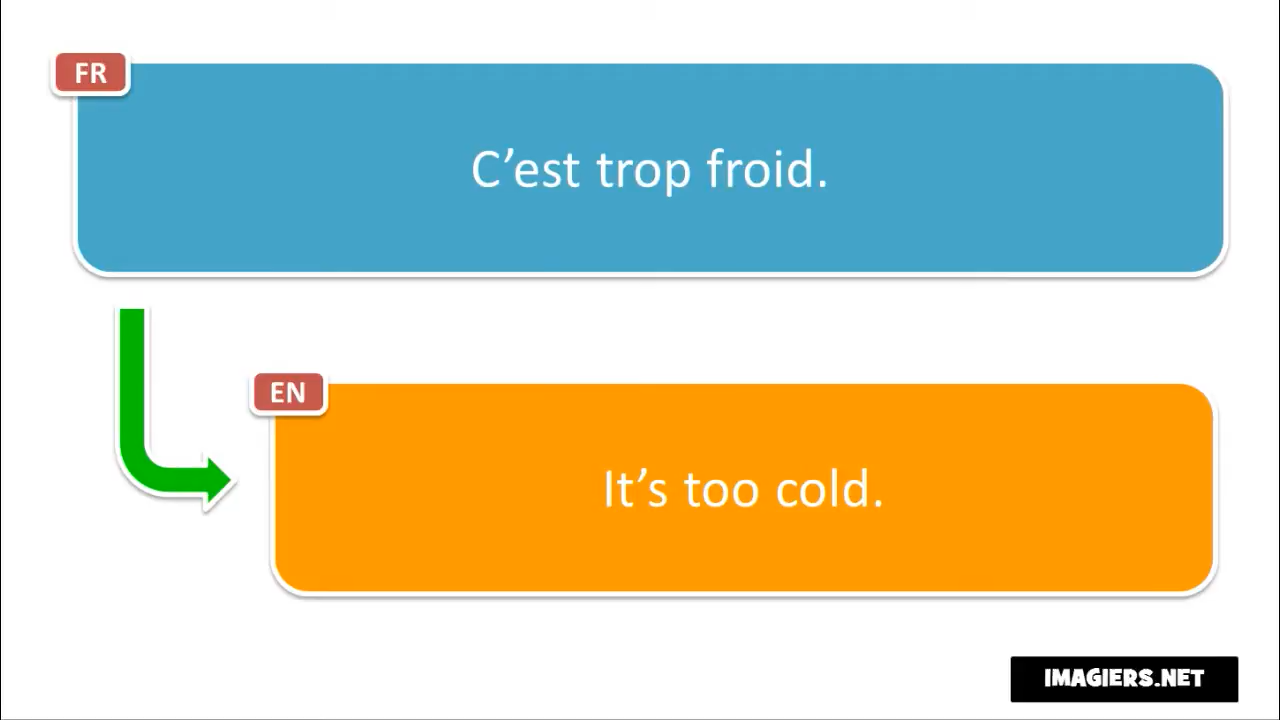 FR
C’est trop froid.
EN
It’s too cold.
IMAGIERS.NET